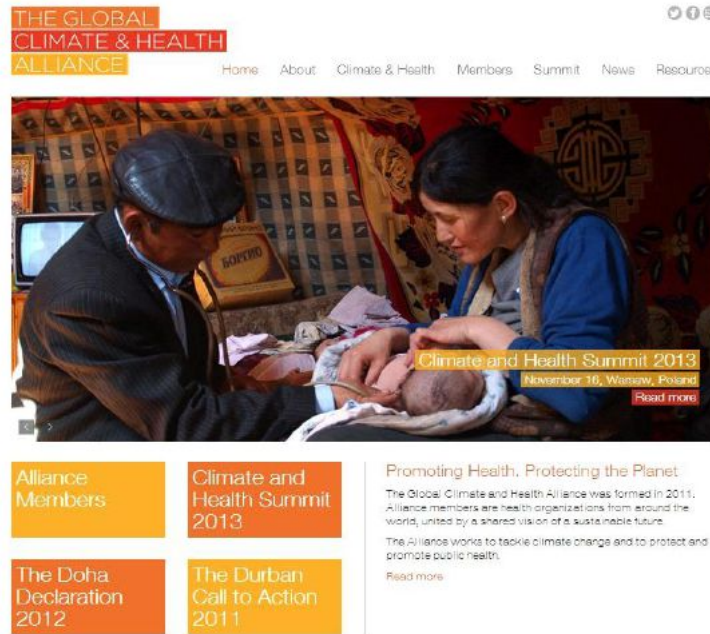 THE GLOBAL
CLIMATE & HEALTH
ALLIANCE
Home About Climate & Health Members Summit News Resource
БОРГИО
Climate and Health Summit 2013
November 16, Warsaw, Poland
Read more
Alliance
Members
Climate and
Health Summit
2013
The Doha
Declaration
2012
The Durban
Call to Action
2011
Promoting Health. Protecting the Planet
The Global Climate and Health Alliance was formed in 2011.
Alliance members are health organizations from around the
world, united by a shared vision of a sustainable future
The Alliance works to tackle climate change and to protect and
promote public health.
Read more